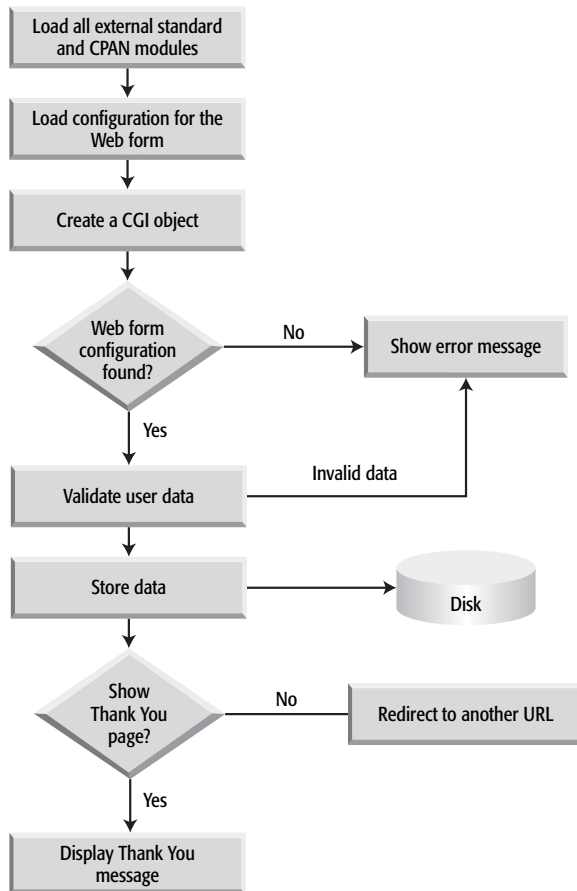 Load all external standard
and CPAN modules
Load configuration for the
Web form
Create a CGI object
Web form
configuration
found?
No
Show error message
Yes
Invalid data
Validate user data
Store data
Disk
Show
Thank You
page?
No
Redirect to another URL
Yes
Display Thank You
message